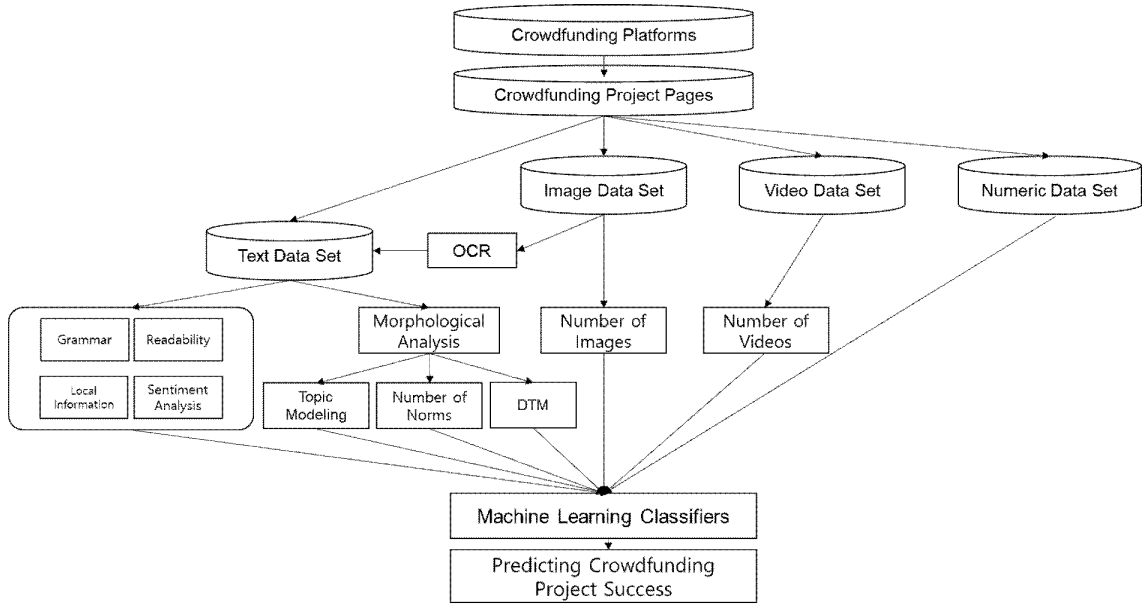 Crowdfunding Platforms
Crowdfunding Project Pages
Image Data Set
Video Data Set
Numeric Data Set
Text Data Set
OCR
Grammar
Readability
Local
Information
Sentiment
Analysis
Morphological
Analysis
Number of
Images
Number of
Videos
Topic
Modeling
Number of
Norms
DTM
Machine Learning Classifiers
Predicting Crowdfunding
Project Success